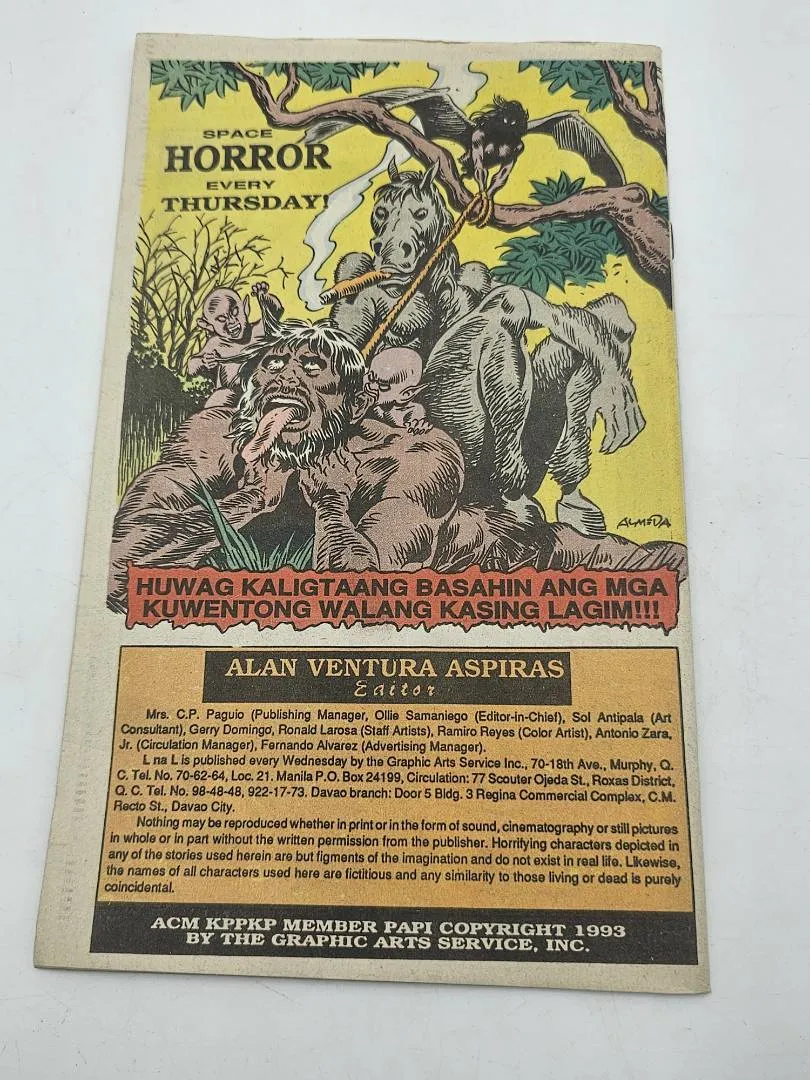 SPACE
HORROR
EVERY
THURSDAY!
ALMEDA
HUWAG KALIGTAANG BASAHIN ANG MGA
KUWENTONG WALANG KASING LAGIM!!!
ALAN VENTURA ASPIRAS
Editor
Mrs. C.P. Paguio (Publishing Manager, Ollie Samaniego (Editor-in-Chief), Sol Antipala (Art
Consultant), Gerry Domingo, Ronald Larosa (Staff Artists), Ramiro Reyes (Color Artist), Antonio Zara,
Jr. (Circulation Manager), Fernando Alvarez (Advertising Manager).
L na L is published every Wednesday by the Graphic Arts Service Inc., 70-18th Ave., Murphy, Q.
C. Tel. No. 70-62-64, Loc. 21. Manila P.O. Box 24199, Circulation: 77 Scouter Ojeda St., Roxas District,
Q. C. Tel. No. 98-48-48, 922-17-73. Davao branch: Door 5 Bldg. 3 Regina Commercial Complex, C.M.
Recto St., Davao City.
Nothing may be reproduced whether in print or in the form of sound, cinematography or still pictures
in whole or in part without the written permission from the publisher. Horrifying characters depicted in
any of the stories used herein are but figments of the imagination and do not exist in real life. Likewise,
the names of all characters used here are fictitious and any similarity to those living or dead is purely
coincidental.
ACM KPPKP MEMBER PAPI COPYRIGHT 1993
BY THE GRAPHIC ARTS SERVICE, INC.